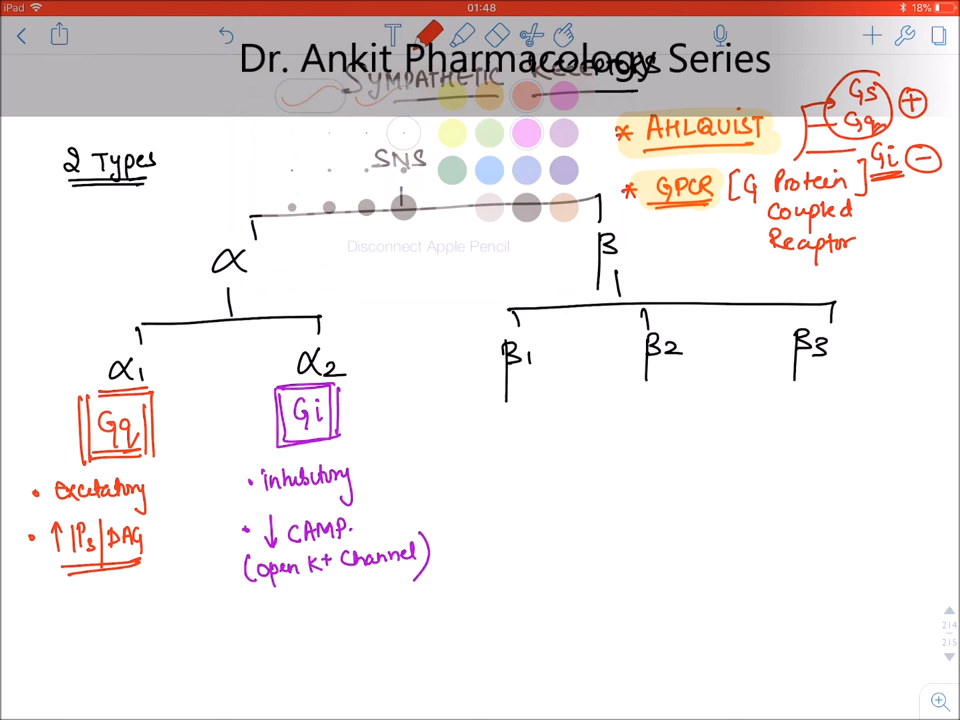 iPad
01:48
18%
Dr. Ankit Pharmacology Series
SYMPATHETIC
* AHLQUIST
Gs
Gq
+
Gi
-
2 Types
SNS
* GPCR [G Protein]
Coupled
Reaptor
Disconnect Apple Pencil
α
β
α1
α2
β1
β2
β3
Gq
Gi
• Excitatory
• ↑ IP3|DAG
• inhibitory
• ↓ CAMP.
(open K+ Channel)
214
215